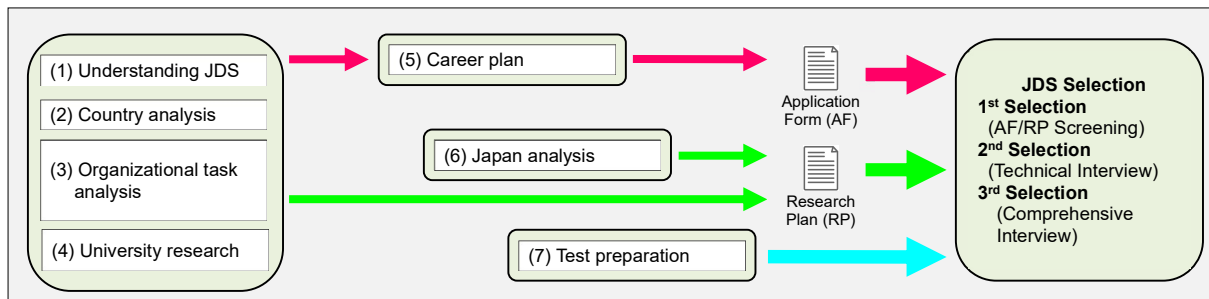 (1) Understanding JDS
(2) Country analysis
(3) Organizational task
analysis
(4) University research
(5) Career plan
(6) Japan analysis
(7) Test preparation
Application
Form (AF)
Research
Plan (RP)
JDS Selection
1st Selection
(AF/RP Screening)
2nd Selection
(Technical Interview)
3rd Selection
(Comprehensive
Interview)